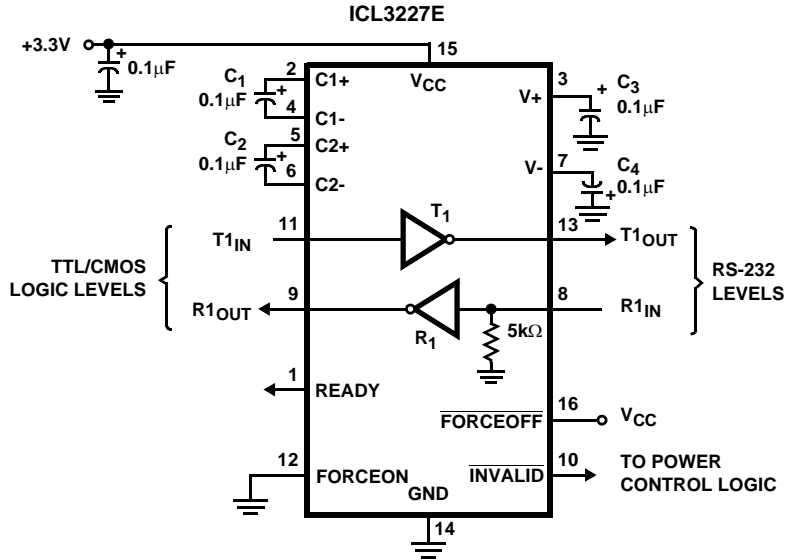 ICL3227E
+3.3V
+
0.1μF
15
VCC
C1
0.1μF
2
+
C1+
4
C1-
C2
0.1μF
5
+
C2+
6
C2-
3
V+
+
C3
0.1μF
7
V-
C4
0.1μF
+
TTL/CMOS
LOGIC LEVELS
T1IN
11
T1
13
T1OUT
R1OUT
9
R1
5kΩ
8
R1IN
RS-232
LEVELS
1
READY
16
FORCEOFF
VCC
12
FORCEON
10
INVALID
TO POWER
CONTROL LOGIC
GND
14